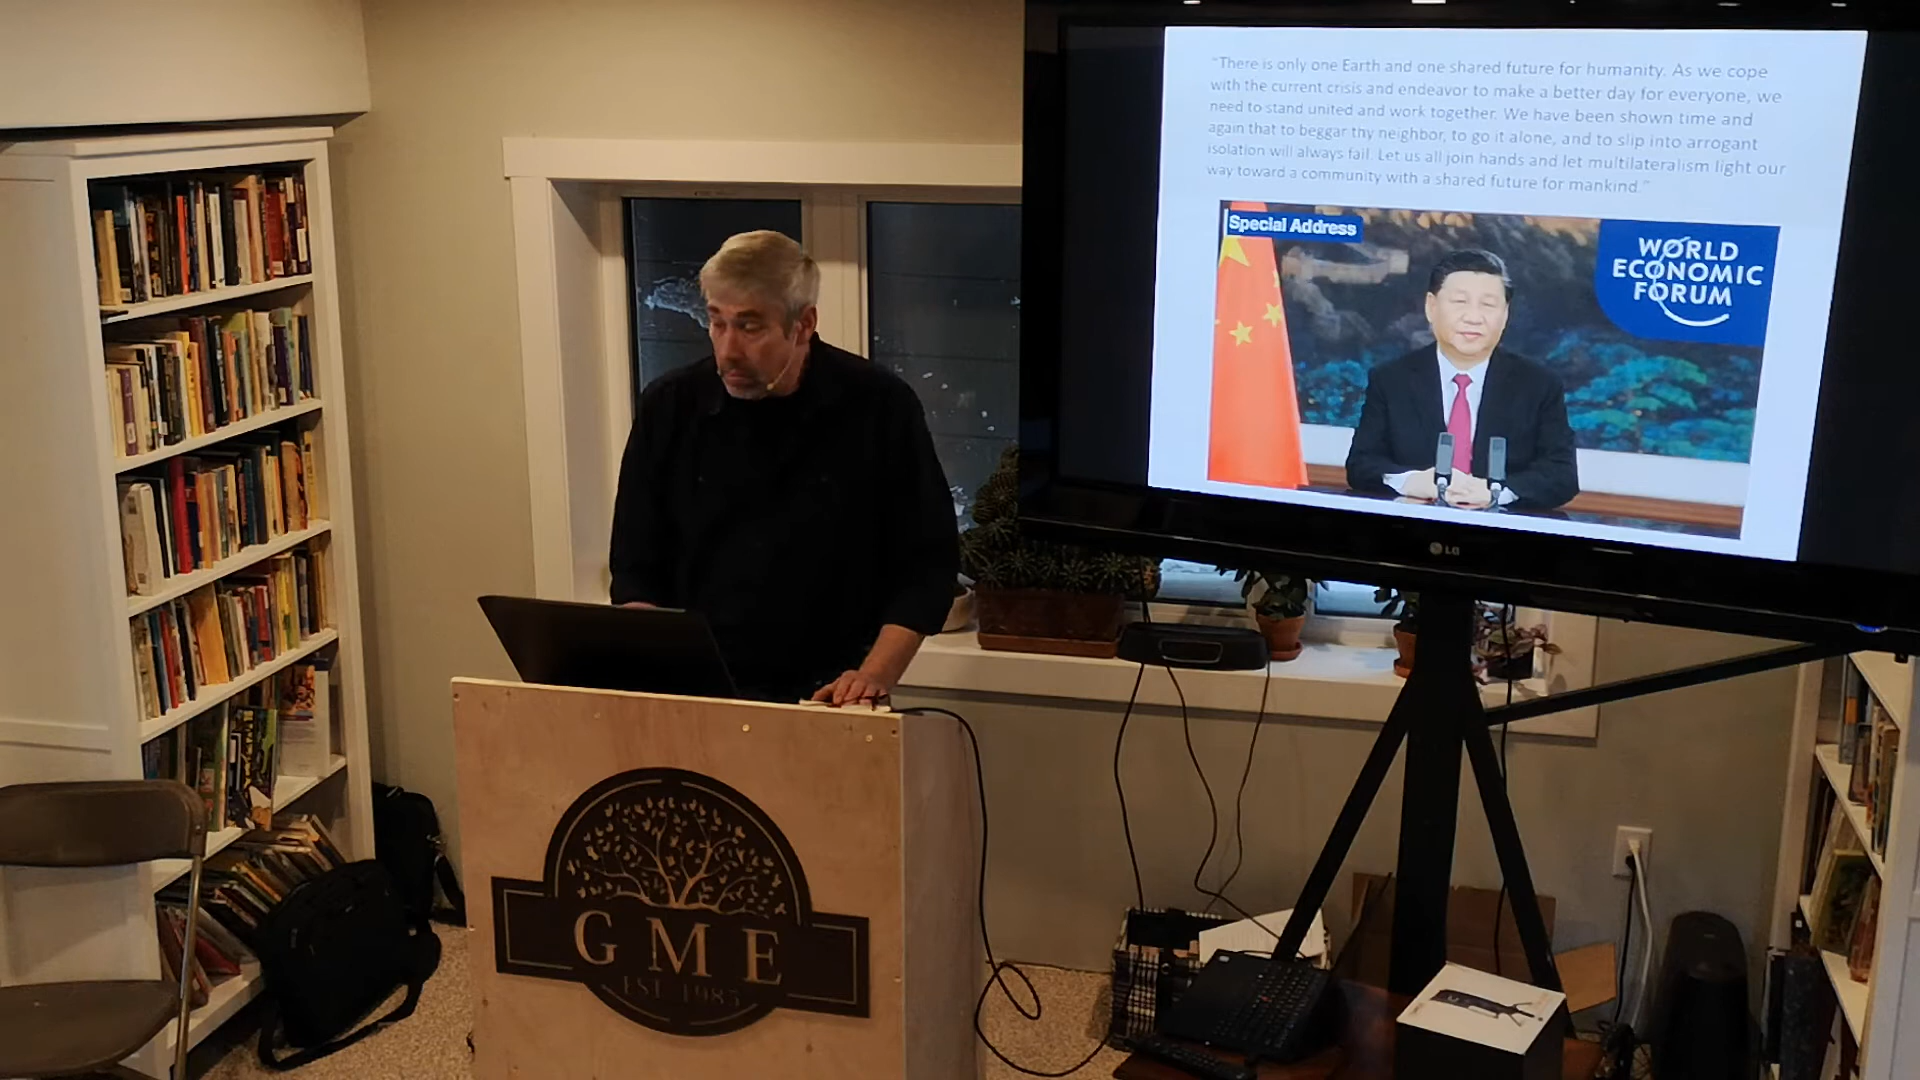 “There is only one Earth and one shared future for humanity. As we cope
with the current crisis and endeavor to make a better day for everyone, we
need to stand united and work together. We have been shown time and
again that to beggar thy neighbor, to go it alone, and to slip into arrogant
isolation will always fail. Let us all join hands and let multilateralism light our
way toward a community with a shared future for mankind.”
Special Address
WORLD
ECONOMIC
FORUM
LG
GME
EST. 1985